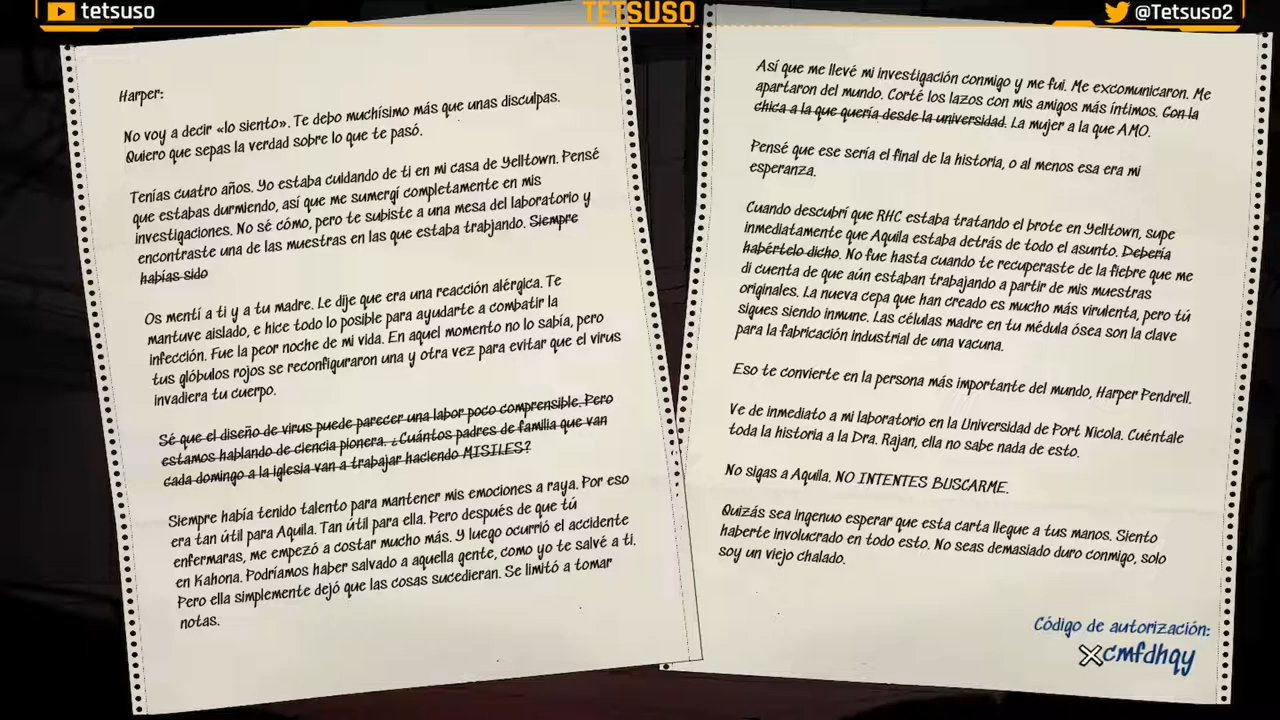 tetsuso
TETSUSO
@Tetsuso2
Harper:
No voy a decir «lo siento». Te debo muchísimo más que unas disculpas.
Quiero que sepas la verdad sobre lo que te pasó.
Tenías cuatro años. Yo estaba cuidando de ti en mi casa de Yelltown. Pensé
que estabas durmiendo, así que me sumergí completamente en mis
investigaciones. No sé cómo, pero te subiste a una mesa del laboratorio y
encontraste una de las muestras en las que estaba trabjando. Siempre
habías sido
Os mentí a ti y a tu madre. Le dije que era una reacción alérgica. Te
mantuve aislado, e hice todo lo posible para ayudarte a combatir la
infección. Fue la peor noche de mi vida. En aquel momento no lo sabía, pero
tus glóbulos rojos se reconfiguraron una y otra vez para evitar que el virus
invadiera tu cuerpo.
Sé que el diseño de virus puede parecer una labor poco comprensible. Pero
estamos hablando de ciencia pionera. ¿Cuántos padres de familia que van
cada domingo a la iglesia van a trabajar haciendo MISILES?
Siempre había tenido talento para mantener mis emociones a raya. Por eso
era tan útil para Aquila. Tan útil para ella. Pero después de que tú
enfermaras, me empezó a costar mucho más. Y luego ocurrió el accidente
en Kahona. Podríamos haber salvado a aquella gente, como yo te salvé a ti.
Pero ella simplemente dejó que las cosas sucedieran. Se limitó a tomar
notas.
Así que me llevé mi investigación conmigo y me fui. Me excomunicaron. Me
apartaron del mundo. Corté los lazos con mis amigos más íntimos. Con la
chica a la que quería desde la universidad. La mujer a la que AMO.
Pensé que ese sería el final de la historia, o al menos esa era mi
esperanza.
Cuando descubrí que RHC estaba tratando el brote en Yelltown, supe
inmediatamente que Aquila estaba detrás de todo el asunto. Debería
habértelo dicho. No fue hasta cuando te recuperaste de la fiebre que me
di cuenta de que aún estaban trabajando a partir de mis muestras
originales. La nueva cepa que han creado es mucho más virulenta, pero tú
sigues siendo inmune. Las células madre en tu médula ósea son la clave
para la fabricación industrial de una vacuna.
Eso te convierte en la persona más importante del mundo, Harper Pendrell.
Ve de inmediato a mi laboratorio en la Universidad de Port Nicola. Cuéntale
toda la historia a la Dra. Rajan, ella no sabe nada de esto.
No sigas a Aquila. NO INTENTES BUSCARME.
Quizás sea ingenuo esperar que esta carta llegue a tus manos. Siento
haberte involucrado en todo esto. No seas demasiado duro conmigo, solo
soy un viejo chalado.
Código de autorización:
cmfdhqy